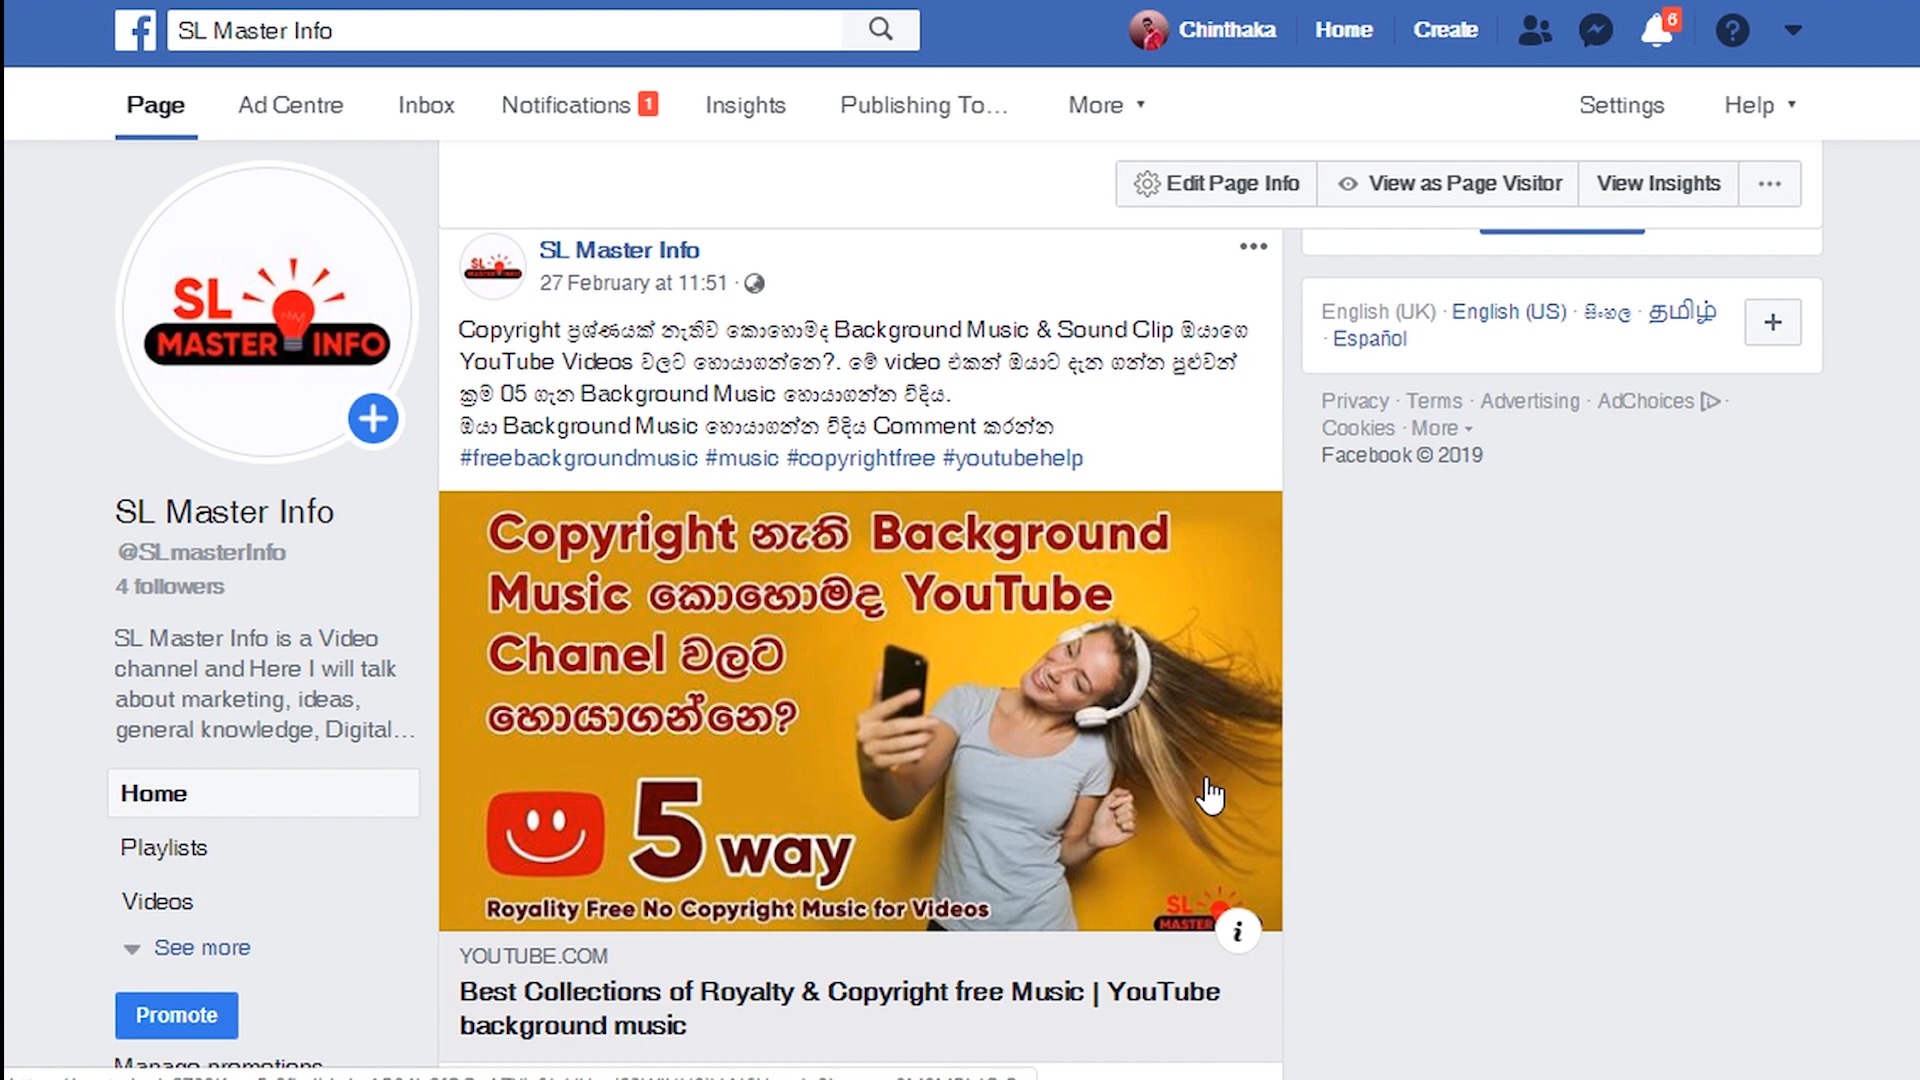 SL Master Info
Chinthaka
Home
Create
6
Page
Ad Centre
Inbox
Notifications 1
Insights
Publishing To...
More
Settings
Help
Edit Page Info
View as Page Visitor
View Insights
SL
MASTER INFO
SL Master Info
@SLmasterInfo
4 followers
SL Master Info is a Video
channel and Here I will talk
about marketing, ideas,
general knowledge, Digital...
Home
Playlists
Videos
See more
Promote
Manage promotions
SL Master Info
27 February at 11:51 ·
Copyright ප්‍රශ්ණයක් නැතිව කොහොමද Background Music & Sound Clip ඔයාගෙ
YouTube Videos වලට හොයාගන්නෙ?. මේ video එකන් ඔයාට දැන ගන්න පුළුවන්
ක්‍රම 05 ගැන Background Music හොයාගන්න විදිය.
ඔයා Background Music හොයාගන්න විදිය Comment කරන්න
#freebackgroundmusic #music #copyrightfree #youtubehelp
Copyright නැති Background
Music කොහොමද YouTube
Chanel වලට
හොයාගන්නෙ?
5 way
Royality Free No Copyright Music for Videos
SL
MASTER
YOUTUBE.COM
Best Collections of Royalty & Copyright free Music | YouTube
background music
English (UK) · English (US) · සිංහල · தமிழ்
· Español
Privacy · Terms · Advertising · AdChoices ·
Cookies · More
Facebook © 2019